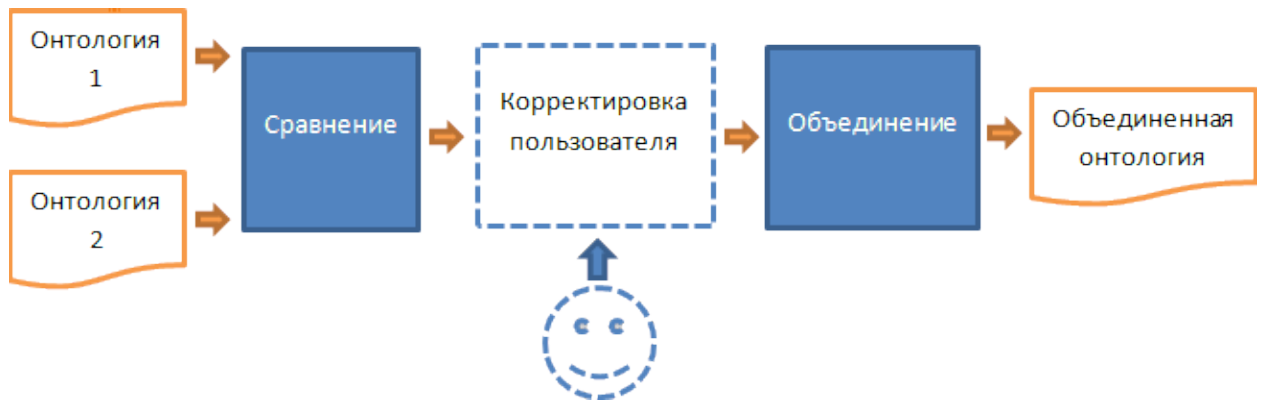 Онтология
1
Онтология
2
Сравнение
Корректировка
пользователя
Объединение
Объединенная
онтология